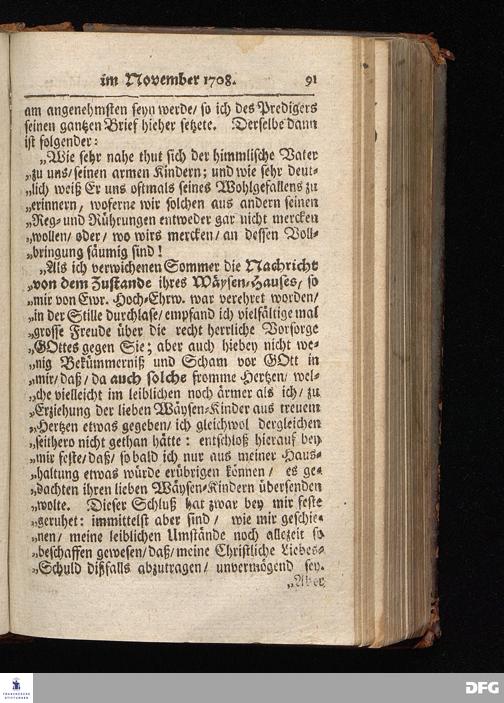 im November 1708. 91
am angenehmsten seyn werde/ so ich des Predigers
seinen gantzen Brief hieher setzete. Derselbe dann
ist folgender:
„Wie sehr nahe thut sich der himmlische Vater
„zu uns/ seinen armen Kindern; und wie sehr deut-
„lich weiß Er uns oftmals seines Wohlgefallens zu
„erinnern, woferne wir solchen aus andern seinen
„Reg- und Rührungen entweder gar nicht mercken
„wollen/ oder/ wo wirs mercken/ an dessen Voll-
„bringung säumig sind!
„Als ich verwichenen Sommer die Nachricht
„von dem Zustande ihres Wäysen-Hauses/ so
„mir von Ewr. Hoch-Ehrw. war verehret worden/
„in der Stille durchlase/ empfand ich vielfältige mal
„grosse Freude über die recht herrliche Vorsorge
„GOttes gegen Sie; aber auch hiebey nicht we-
„nig Bekümmerniß und Scham vor GOtt in
„mir/ daß/ da auch solche fromme Hertzen/ wel-
„che vielleicht im leiblichen noch ärmer als ich/ zu
„Erziehung der lieben Wäysen-Kinder aus treuem
„Hertzen etwas gegeben/ ich gleichwol dergleichen
„seithero nicht gethan hätte: entschloß hierauf bey
„mir feste/ daß/ so bald ich nur aus meiner Haus-
„haltung etwas würde erübrigen können/ es ge-
„dachten ihren lieben Wäysen-Kindern übersenden
„wolte. Dieser Schluß hat zwar bey mir feste
„geruhet: immittelst aber sind/ wie mir geschie-
„nen/ meine leiblichen Umstände noch allezeit so
„beschaffen gewesen/ daß/ meine Christliche Liebes-
„Schuld dißfalls abzutragen/ unvermögend sey.
„Aber
FRANCKESCHE
STIFTUNGEN
DFG